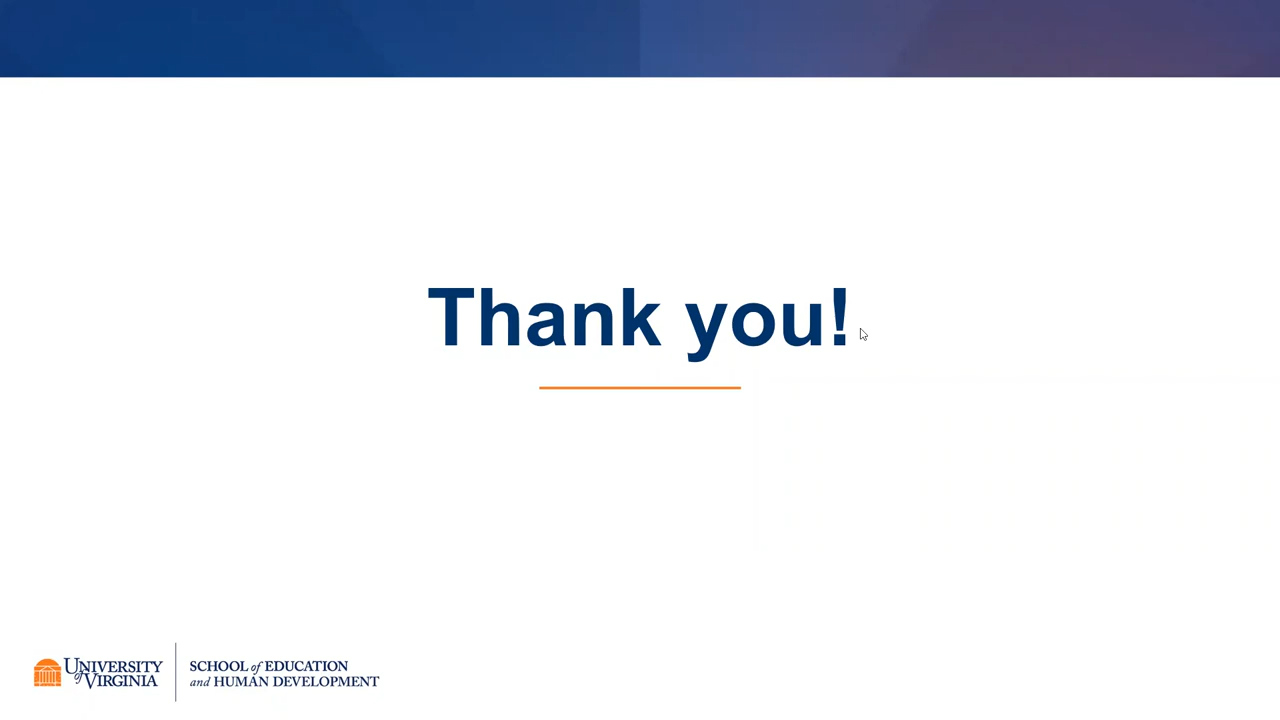 Thank you!
UNIVERSITY
of VIRGINIA
SCHOOL of EDUCATION
and HUMAN DEVELOPMENT